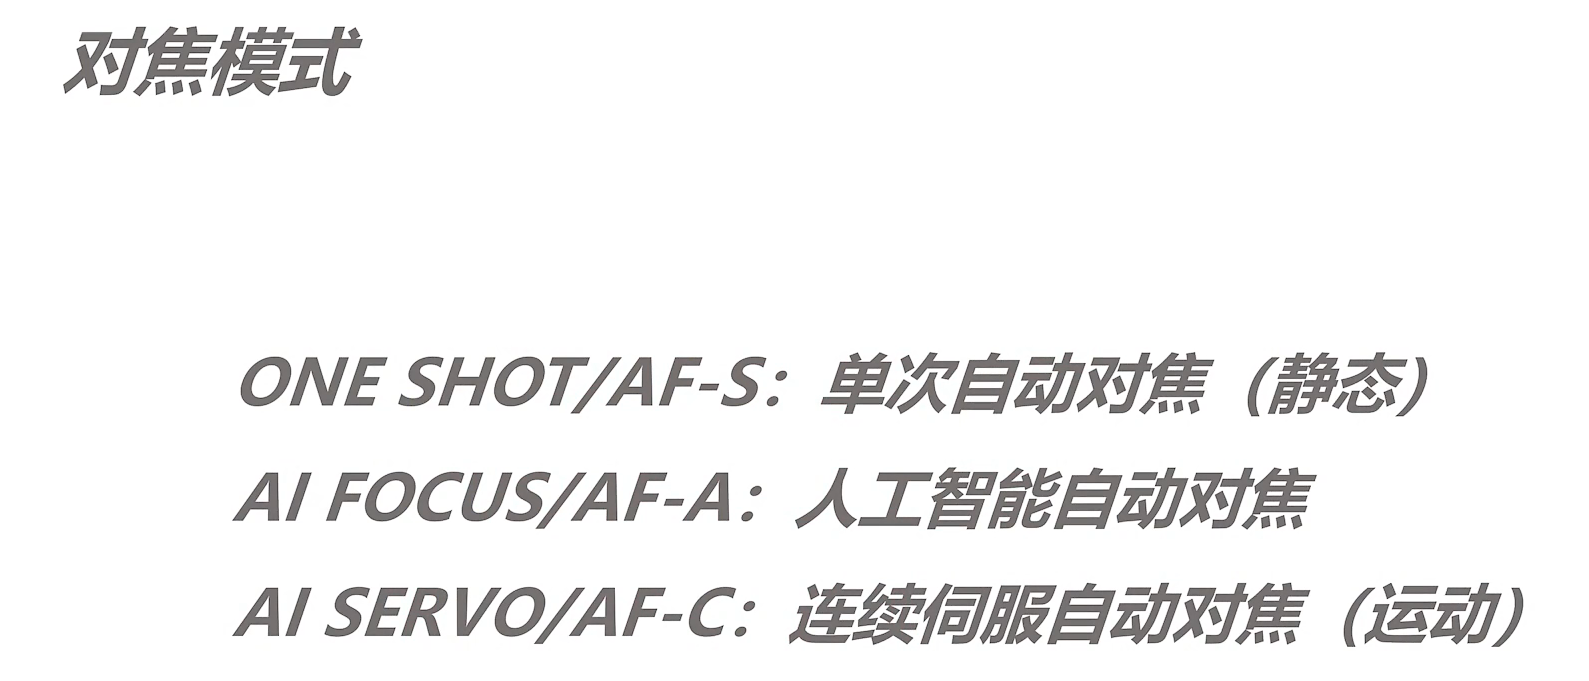 对焦模式
ONE SHOT/AF-S：单次自动对焦（静态）
AI FOCUS/AF-A：人工智能自动对焦
AI SERVO/AF-C：连续伺服自动对焦（运动）